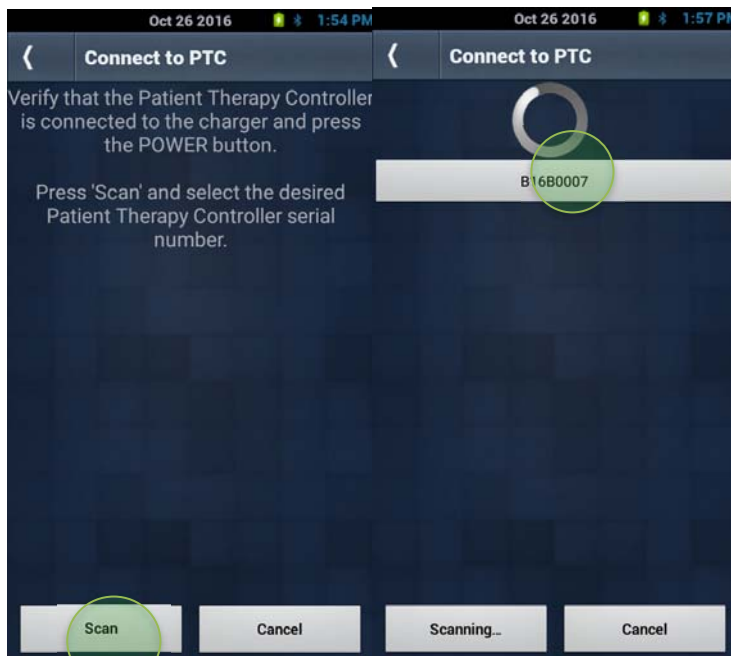 Oct 26 2016 1:54 PM
Connect to PTC
Verify that the Patient Therapy Controller
is connected to the charger and press
the POWER button.
Press 'Scan' and select the desired
Patient Therapy Controller serial
number.
Scan Cancel
Oct 26 2016 1:57 PM
Connect to PTC
B16B0007
Scanning... Cancel